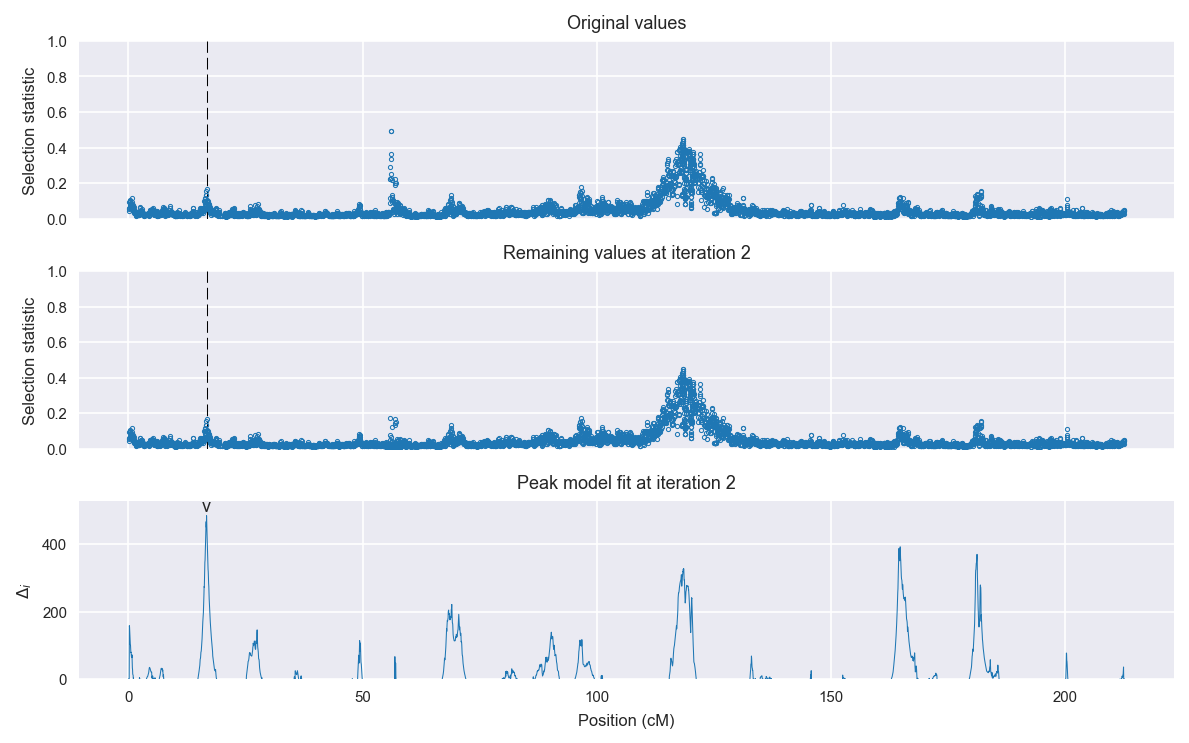 Original values
1.0
0.8
0.6
0.4
0.2
0.0
Selection statistic
Remaining values at iteration 2
1.0
0.8
0.6
0.4
0.2
0.0
Selection statistic
Peak model fit at iteration 2
v
400
200
0
Δi
0 50 100 150 200
Position (cM)